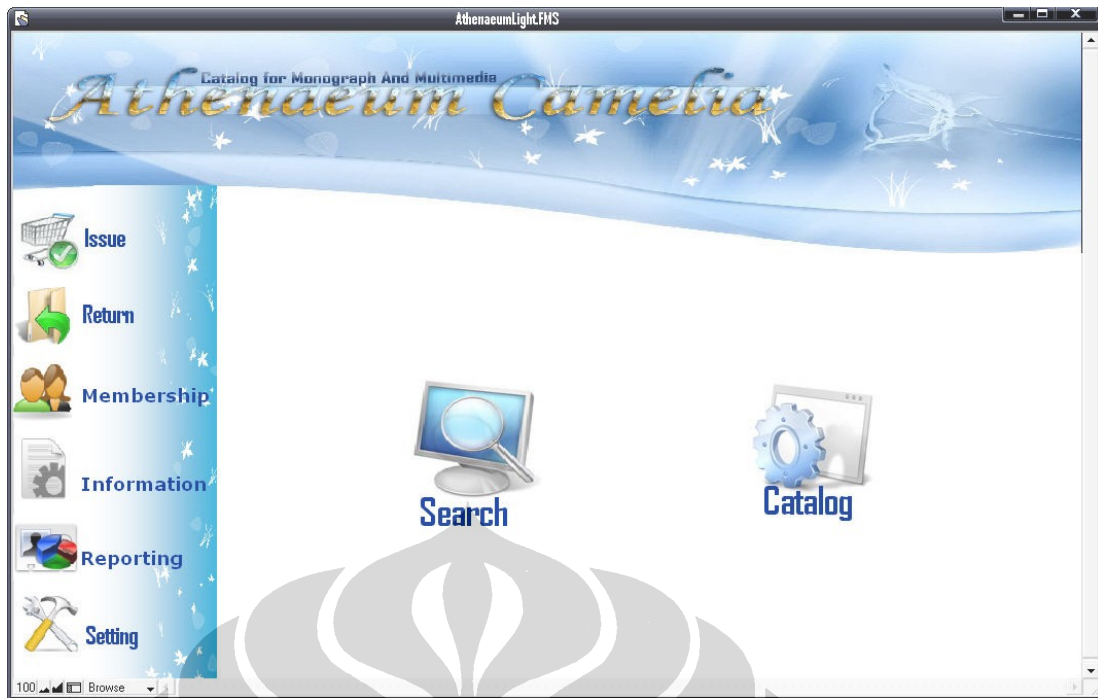 AthenaeumLight.FMS
Catalog for Monograph And Multimedia
Athenaeum Camelia
Issue
Return
Membership
Information
Reporting
Setting
Search
Catalog
100
Browse